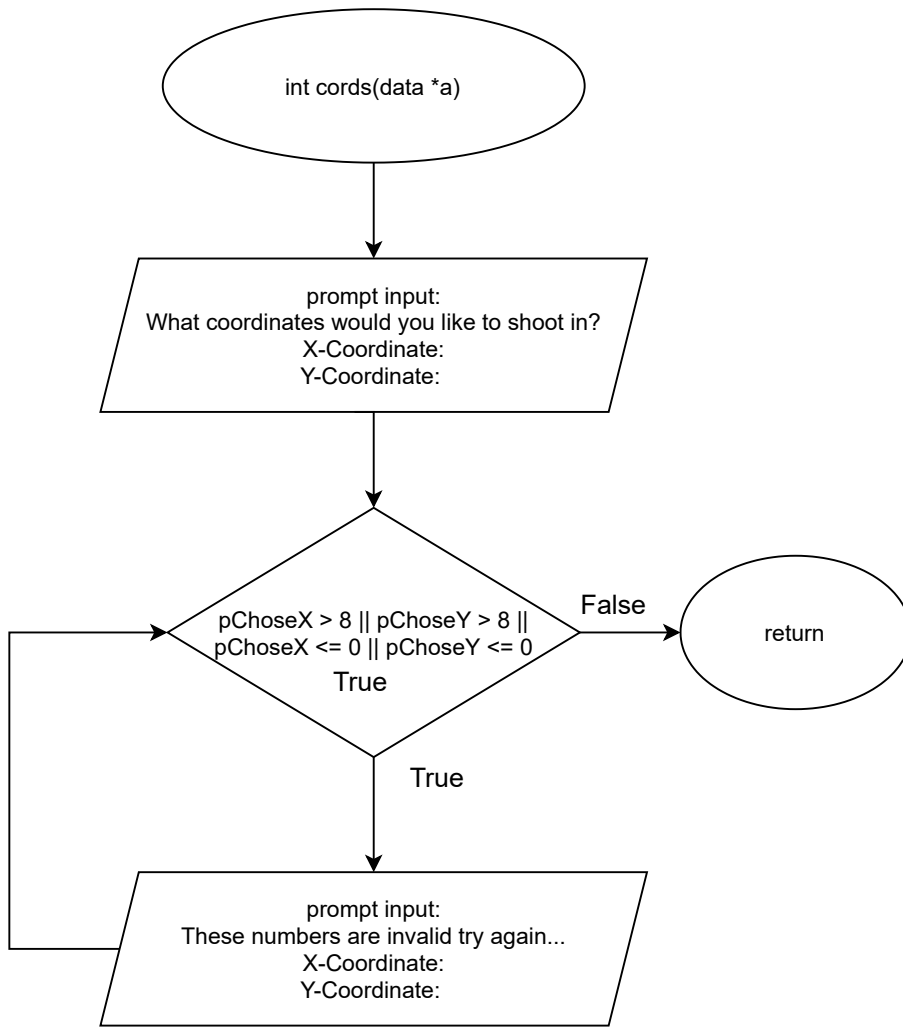 int cords(data *a)
prompt input:
What coordinates would you like to shoot in?
X-Coordinate:
Y-Coordinate:
pChoseX > 8 || pChoseY > 8 ||
pChoseX <= 0 || pChoseY <= 0
True
False
return
True
prompt input:
These numbers are invalid try again...
X-Coordinate:
Y-Coordinate: